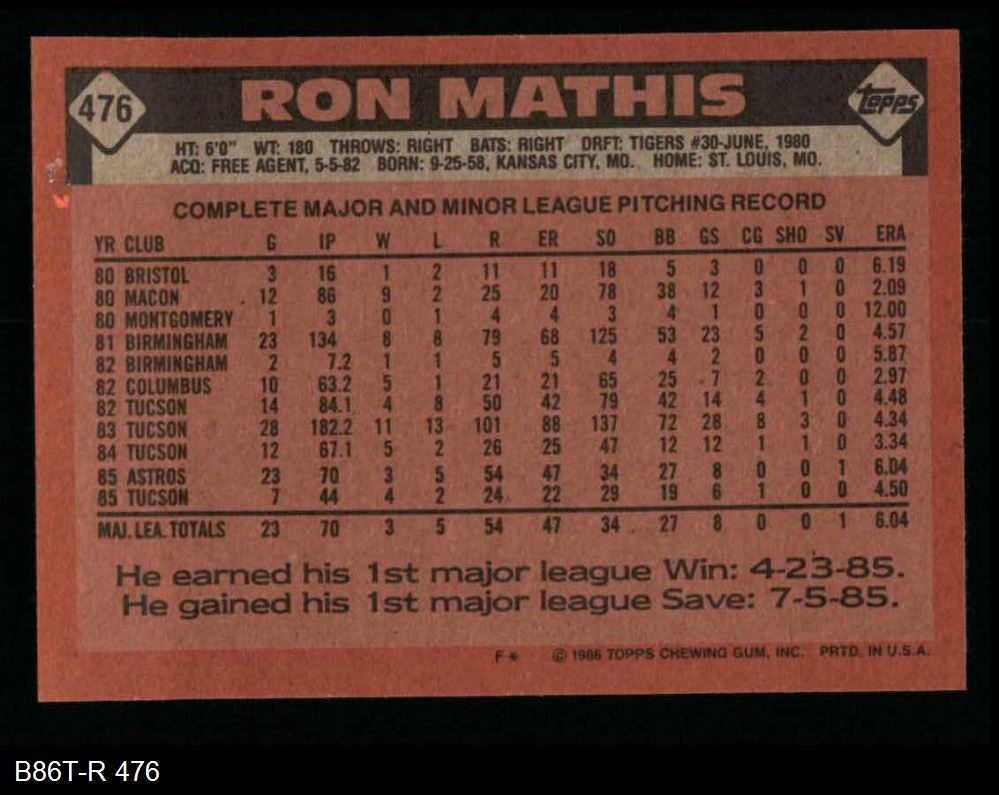 476
RON MATHIS
Topps
HT: 6'0" WT: 180 THROWS: RIGHT BATS: RIGHT DRFT: TIGERS #30-JUNE, 1980
ACQ: FREE AGENT, 5-5-82 BORN: 9-25-58, KANSAS CITY, MO. HOME: ST. LOUIS, MO.
COMPLETE MAJOR AND MINOR LEAGUE PITCHING RECORD
YR CLUB G IP W L R ER SO BB GS CG SHO SV ERA
80 BRISTOL 3 16 1 2 11 11 18 5 3 0 0 0 6.19
80 MACON 12 86 9 2 25 20 78 38 12 3 1 0 2.09
80 MONTGOMERY 1 3 0 1 4 4 3 4 1 0 0 0 12.00
81 BIRMINGHAM 23 134 8 8 79 68 125 53 23 5 2 0 4.57
82 BIRMINGHAM 2 7.2 1 1 5 5 4 4 2 0 0 0 5.87
82 COLUMBUS 10 63.2 5 1 21 21 65 25 7 2 0 0 2.97
82 TUCSON 14 84.1 4 8 50 42 79 42 14 4 1 0 4.48
83 TUCSON 28 182.2 11 13 101 88 137 72 28 8 3 0 4.34
84 TUCSON 12 67.1 5 2 26 25 47 12 12 1 1 0 3.34
85 ASTROS 23 70 3 5 54 47 34 27 8 0 0 1 6.04
85 TUCSON 7 44 4 2 24 22 29 19 6 1 0 0 4.50
MAJ. LEA. TOTALS 23 70 3 5 54 47 34 27 8 0 0 1 6.04
He earned his 1st major league Win: 4-23-85.
He gained his 1st major league Save: 7-5-85.
F* © 1986 TOPPS CHEWING GUM, INC. PRTD. IN U.S.A.
B86T-R 476